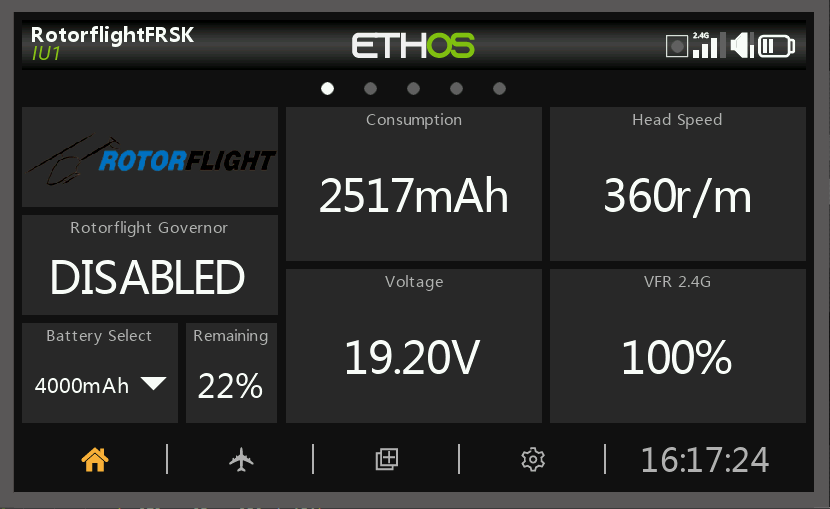 RotorflightFRSK
IU1
ETHOS
2.4G
ROTORFLIGHT
Rotorflight Governor
DISABLED
Battery Select
4000mAh
Remaining
22%
Consumption
2517mAh
Head Speed
360r/m
Voltage
19.20V
VFR 2.4G
100%
16:17:24